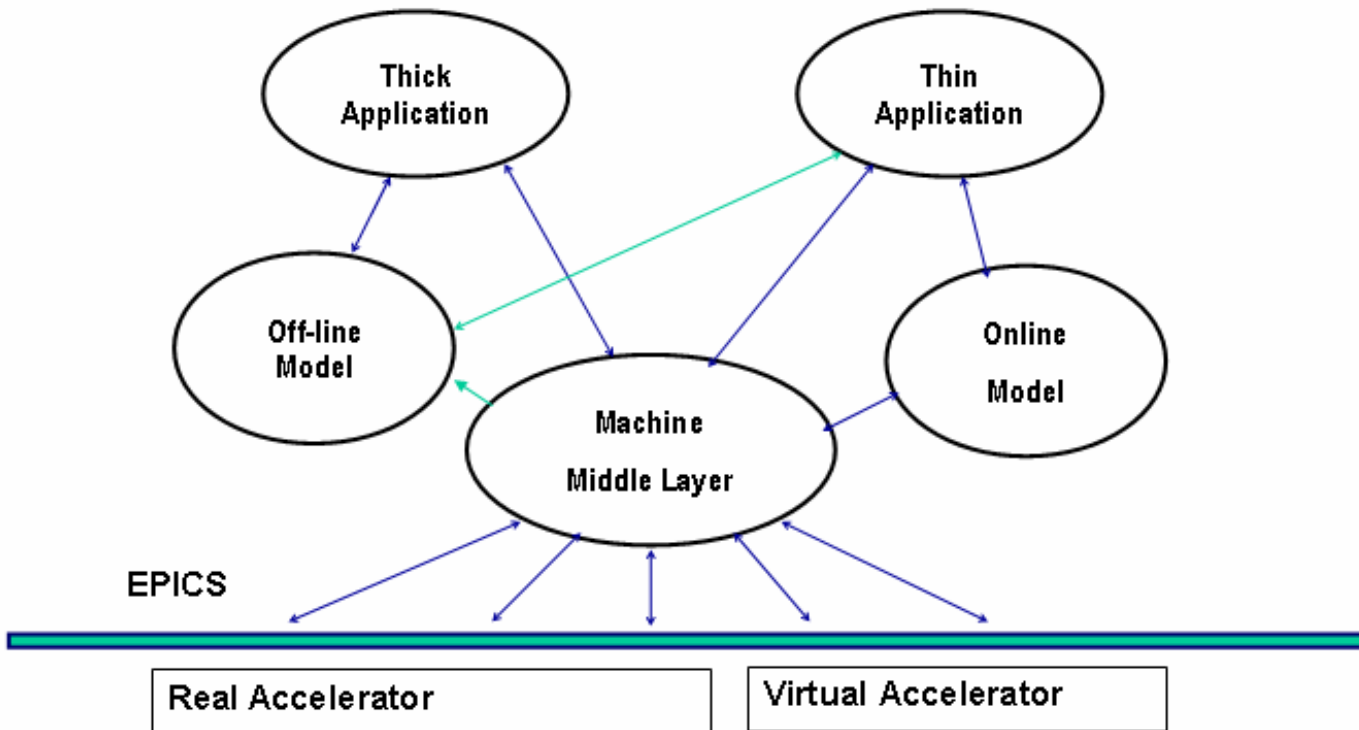 Thick
Application
Thin
Application
Off-line
Model
Online
Model
Machine
Middle Layer
EPICS
Real Accelerator
Virtual Accelerator